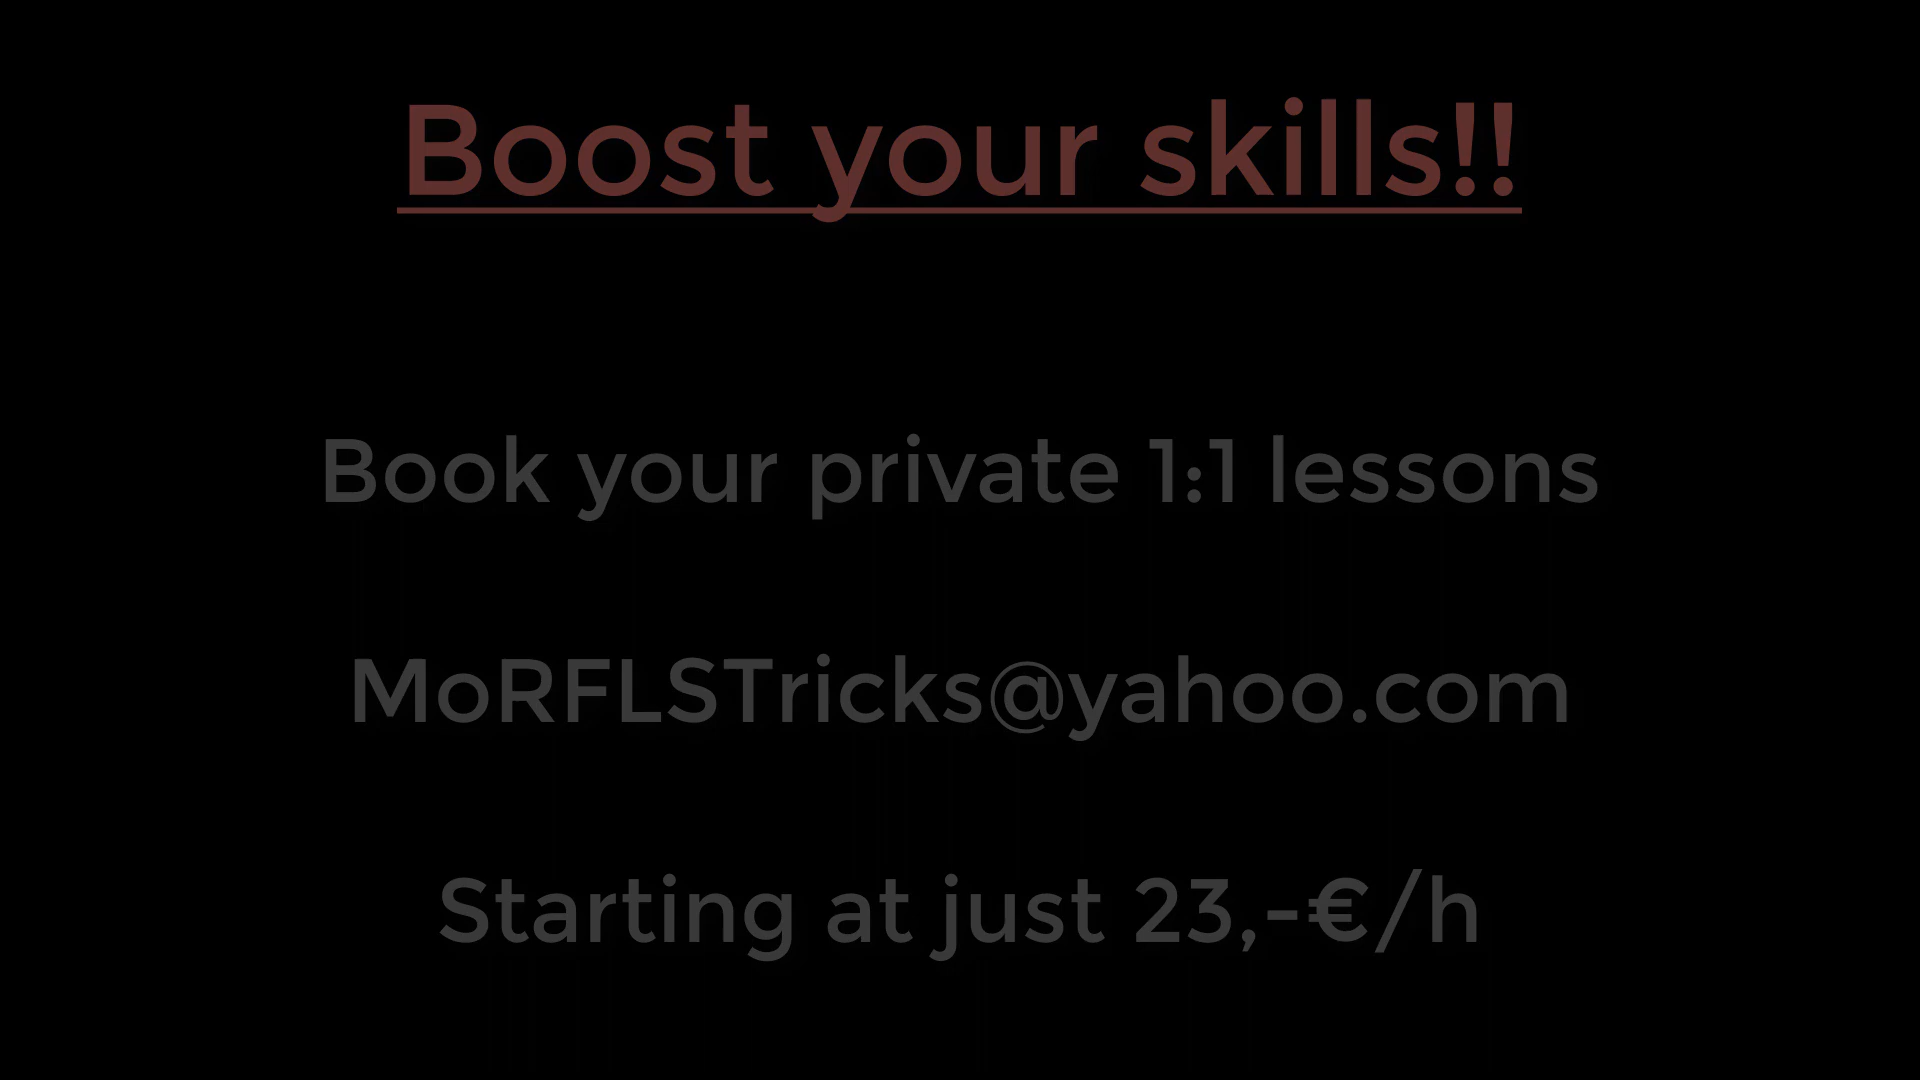 Boost your skills!!
Book your private 1:1 lessons
MoRFLSTricks@yahoo.com
Starting at just 23,-€/h